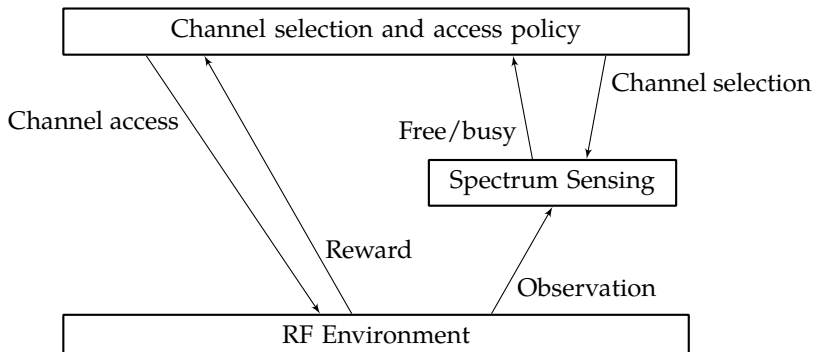 Channel selection and access policy
Channel selection
Channel access
Free/busy
Spectrum Sensing
Reward
Observation
RF Environment